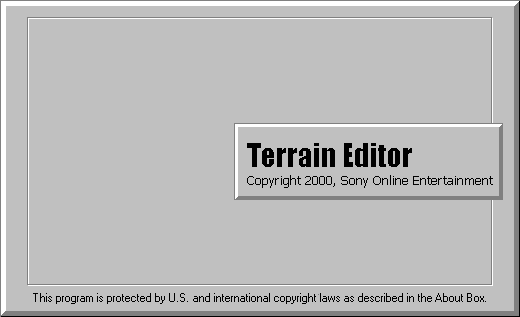 Terrain Editor
Copyright 2000, Sony Online Entertainment
This program is protected by U.S. and international copyright laws as described in the About Box.